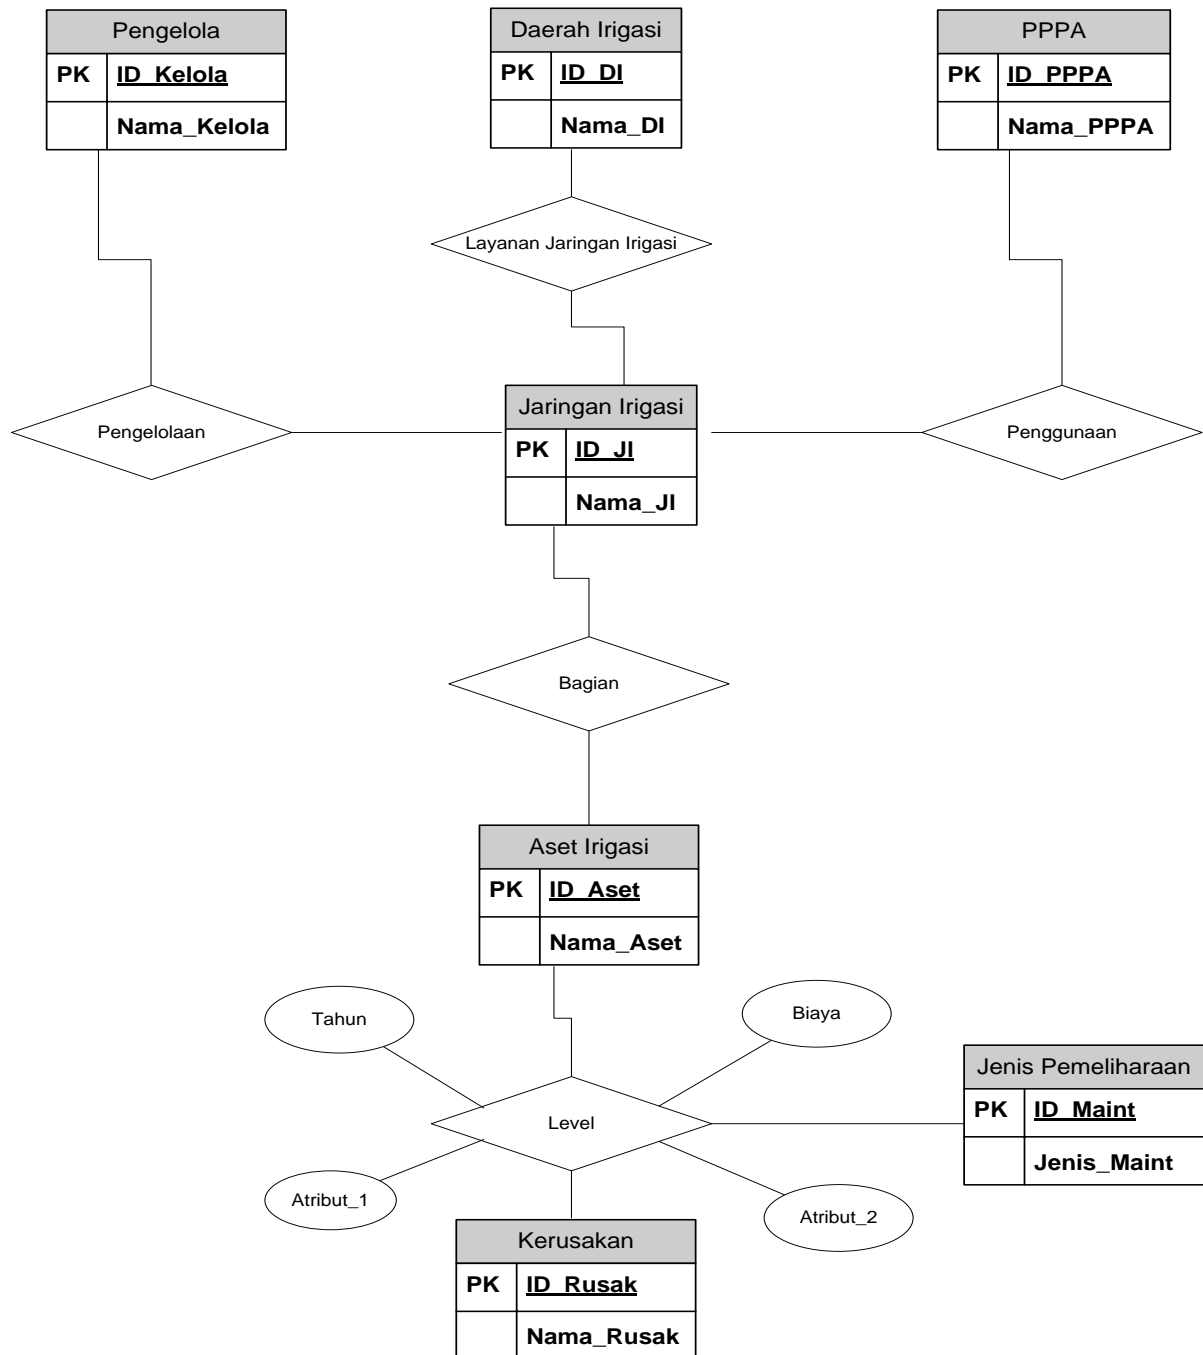 Pengelola
PK ID_Kelola
Nama_Kelola
Daerah Irigasi
PK ID_DI
Nama_DI
PPPA
PK ID_PPPA
Nama_PPPA
Layanan Jaringan Irigasi
Pengelolaan
Jaringan Irigasi
PK ID_JI
Nama_JI
Penggunaan
Bagian
Aset Irigasi
PK ID_Aset
Nama_Aset
Tahun
Biaya
Level
Jenis Pemeliharaan
PK ID_Maint
Jenis_Maint
Atribut_1
Atribut_2
Kerusakan
PK ID_Rusak
Nama_Rusak